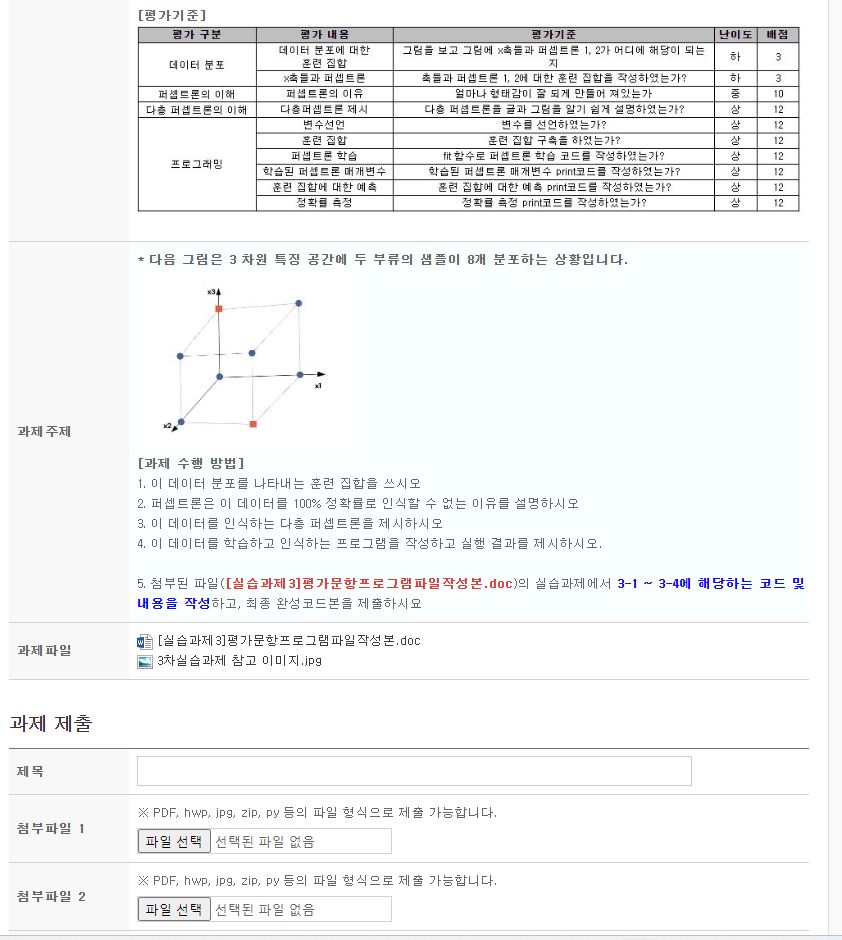 [평가기준]
평가 구분 평가 내용 평가기준 난이도 배점
데이터 분포 데이터 분포에 대한 훈련 집합 그림을 보고 그림에 x축들과 퍼셉트론 1, 2가 어디에 해당이 되는지 하 3
x축들과 퍼셉트론 축들과 퍼셉트론 1, 2에 대한 훈련 집합을 작성하였는가? 하 3
퍼셉트론의 이해 퍼셉트론의 이유 얼마나 형태감이 잘 되게 만들어 져있는가 중 10
다층 퍼셉트론의 이해 다층퍼셉트론 제시 다층 퍼셉트론을 글과 그림을 알기 쉽게 설명하였는가? 상 12
프로그래밍 변수선언 변수를 선언하였는가? 상 12
훈련 집합 훈련 집합 구축을 하였는가? 상 12
퍼셉트론 학습 fit 함수로 퍼셉트론 학습 코드를 작성하였는가? 상 12
학습된 퍼셉트론 매개변수 학습된 퍼셉트론 매개변수 print코드를 작성하였는가? 상 12
훈련 집합에 대한 예측 훈련 집합에 대한 예측 print코드를 작성하였는가? 상 12
정확률 측정 정확률 측정 print코드를 작성하였는가? 상 12
과제주제
* 다음 그림은 3 차원 특징 공간에 두 부류의 샘플이 8개 분포하는 상황입니다.
x3
x1
x2
[과제 수행 방법]
1. 이 데이터 분포를 나타내는 훈련 집합을 쓰시오
2. 퍼셉트론은 이 데이터를 100% 정확률로 인식할 수 없는 이유를 설명하시오
3. 이 데이터를 인식하는 다층 퍼셉트론을 제시하시오
4. 이 데이터를 학습하고 인식하는 프로그램을 작성하고 실행 결과를 제시하시오.
5. 첨부된 파일([실습과제3]평가문항프로그램파일작성본.doc)의 실습과제에서 3-1 ~ 3-4에 해당하는 코드 및
내용을 작성하고, 최종 완성코드본을 제출하시요
과제파일
[실습과제3]평가문항프로그램파일작성본.doc
3차실습과제 참고 이미지.jpg
과제 제출
제목
첨부파일 1
※ PDF, hwp, jpg, zip, py 등의 파일 형식으로 제출 가능합니다.
파일 선택 선택된 파일 없음
첨부파일 2
※ PDF, hwp, jpg, zip, py 등의 파일 형식으로 제출 가능합니다.
파일 선택 선택된 파일 없음